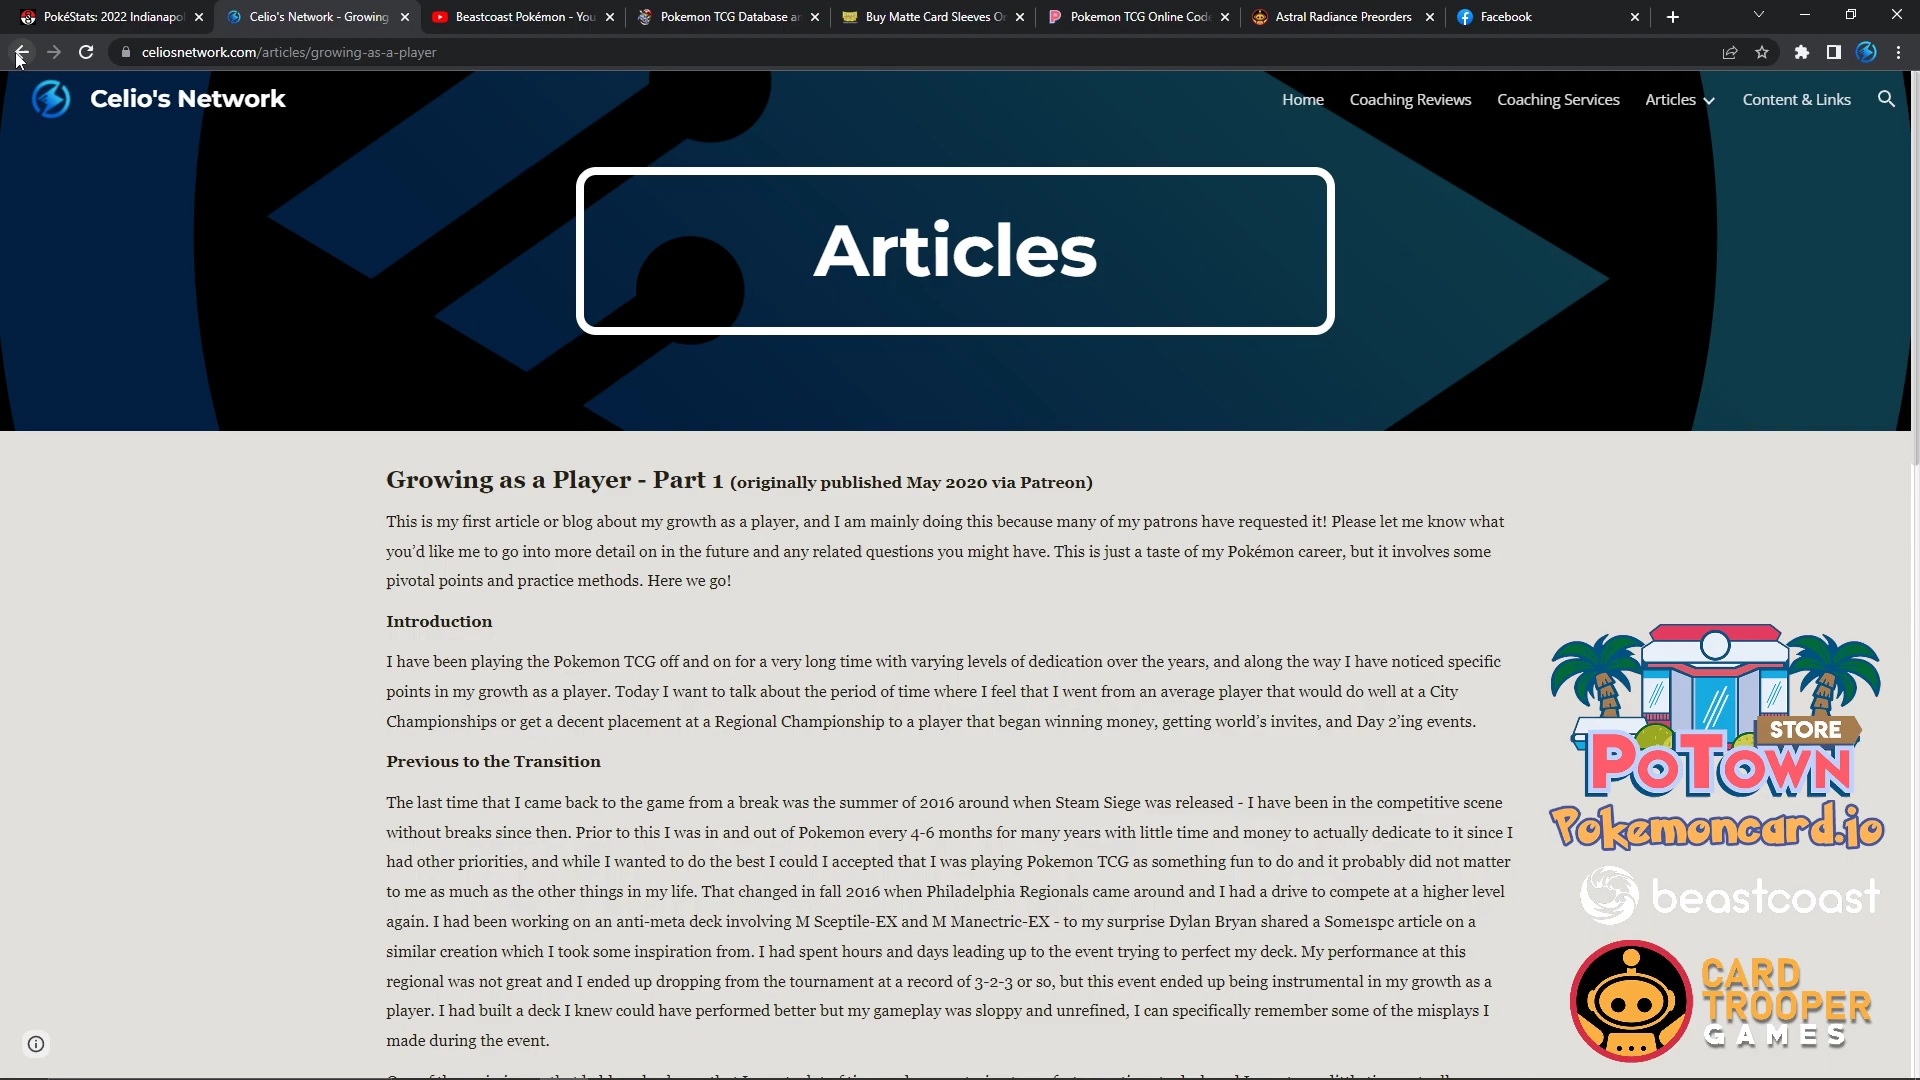 PokéStats: 2022 Indianapol
Celio's Network - Growing
Beastcoast Pokémon - You
Pokemon TCG Database an
Buy Matte Card Sleeves On
Pokemon TCG Online Code
Astral Radiance Preorders
Facebook
celiosnetwork.com/articles/growing-as-a-player
Celio's Network
Home
Coaching Reviews
Coaching Services
Articles
Content & Links
Articles
Growing as a Player - Part 1 (originally published May 2020 via Patreon)
This is my first article or blog about my growth as a player, and I am mainly doing this because many of my patrons have requested it! Please let me know what
you’d like me to go into more detail on in the future and any related questions you might have. This is just a taste of my Pokémon career, but it involves some
pivotal points and practice methods. Here we go!
Introduction
I have been playing the Pokemon TCG off and on for a very long time with varying levels of dedication over the years, and along the way I have noticed specific
points in my growth as a player. Today I want to talk about the period of time where I feel that I went from an average player that would do well at a City
Championships or get a decent placement at a Regional Championship to a player that began winning money, getting world’s invites, and Day 2’ing events.
Previous to the Transition
The last time that I came back to the game from a break was the summer of 2016 around when Steam Siege was released - I have been in the competitive scene
without breaks since then. Prior to this I was in and out of Pokemon every 4-6 months for many years with little time and money to actually dedicate to it since I
had other priorities, and while I wanted to do the best I could I accepted that I was playing Pokemon TCG as something fun to do and it probably did not matter
to me as much as the other things in my life. That changed in fall 2016 when Philadelphia Regionals came around and I had a drive to compete at a higher level
again. I had been working on an anti-meta deck involving M Sceptile-EX and M Manectric-EX - to my surprise Dylan Bryan shared a Some1spc article on a
similar creation which I took some inspiration from. I had spent hours and days leading up to the event trying to perfect my deck. My performance at this
regional was not great and I ended up dropping from the tournament at a record of 3-2-3 or so, but this event ended up being instrumental in my growth as a
player. I had built a deck I knew could have performed better but my gameplay was sloppy and unrefined, I can specifically remember some of the misplays I
made during the event.
STORE
PoTown
Pokemoncard.io
beastcoast
CARD
TROOPER
GAMES